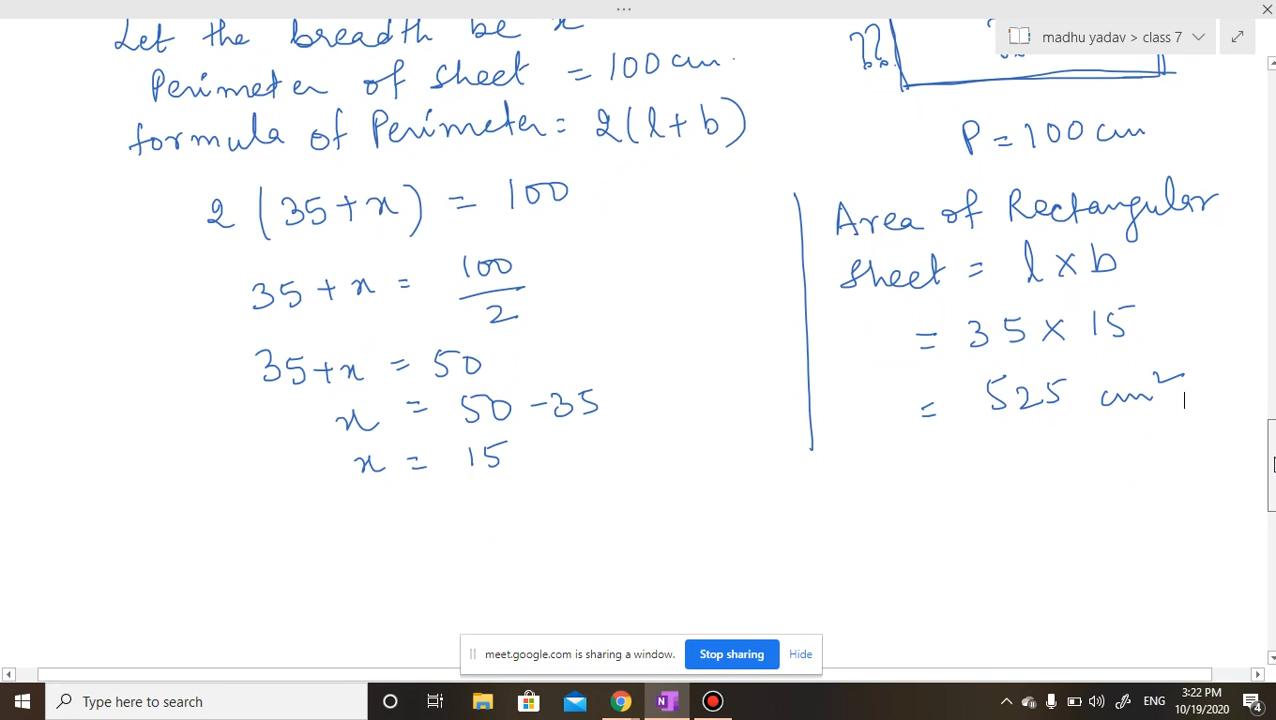 madhu yadav > class 7
Let the breadth be x
Perimeter of sheet = 100 cm.
formula of Perimeter = 2(l+b)
2 (35+x) = 100
35 + x = 100/2
35+x = 50
x = 50 -35
x = 15
??
P = 100 cm
Area of Rectangular
sheet = l x b
= 35 x 15
= 525 cm²
meet.google.com is sharing a window.
Stop sharing
Hide
Type here to search
ENG
3:22 PM
10/19/2020
4